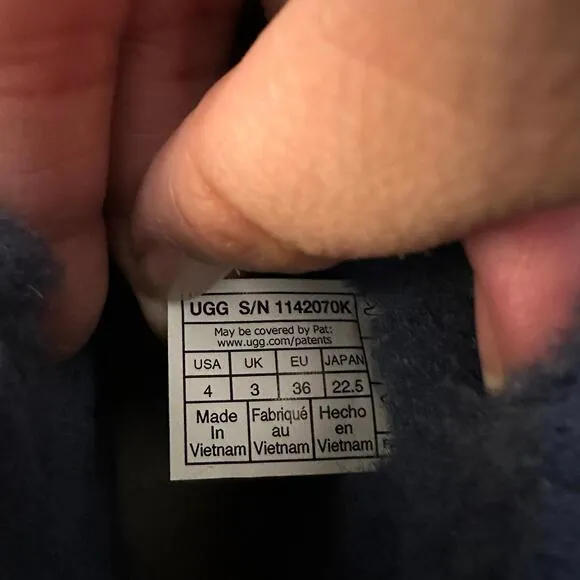 UGG S/N 1142070K
May be covered by Pat:
www.ugg.com/patents
USA UK EU JAPAN
4 3 36 22.5
Made In Vietnam
Fabriqué au Vietnam
Hecho en Vietnam